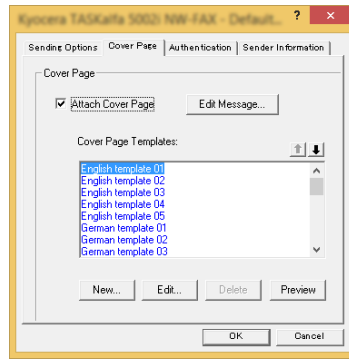 Kyocera TASKalfa 5002i NW-FAX - Default... ?
Sending Options Cover Page Authentication Sender Information
Cover Page
Attach Cover Page Edit Message...
Cover Page Templates:
English template 01
English template 02
English template 03
English template 04
English template 05
German template 01
German template 02
German template 03
New... Edit... Delete Preview
OK Cancel